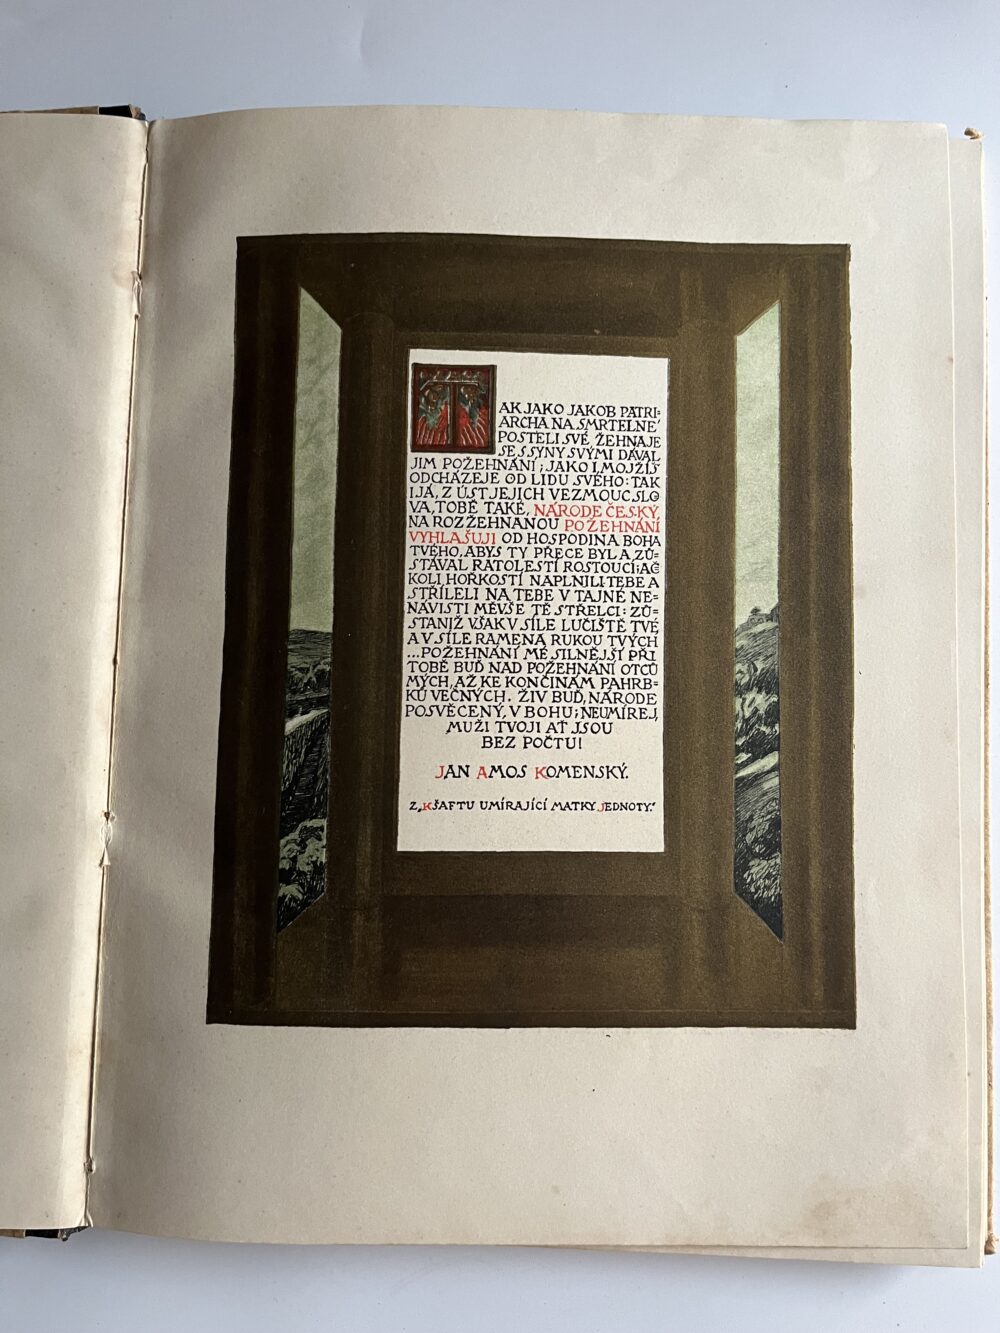 TAK JAKO JAKOB PATRI-
ARCHA NA SMRTELNÉ
POSTELI SVÉ, ŽEHNAJE
SE S SYNY SVÝMI DÁVAL
JIM POŽEHNÁNÍ; JAKO I MOJŽÍŠ
ODCHÁZEJE OD LIDU SVÉHO: TAK
I JÁ, Z ÚST JEJICH VEZMOUC SLO-
VA, TOBĚ TAKÉ, NÁRODE ČESKÝ,
NA ROZŽEHNANOU POŽEHNÁNÍ
VYHLAŠUJI OD HOSPODINA BOHA
TVÉHO, ABYS TY PŘECE BYL A ZŮ-
STÁVAL RATOLESTÍ ROSTOUCÍ; AČ-
KOLI HOŘKOSTÍ NAPLNILI TEBE A
STŘÍLELI NA TEBE V TAJNÉ NE-
NÁVISTI MĚVŠE TĚ STŘELCI: ZŮ-
STANIŽ VŠAK V SÍLE LUČIŠTĚ TVÉ
A V SÍLE RAMENA RUKOU TVÝCH
...POŽEHNÁNÍ MÉ SILNĚJŠÍ PŘI
TOBĚ BUĎ NAD POŽEHNÁNÍ OTCŮ
MÝCH, AŽ KE KONČINÁM PAHRB-
KŮ VĚČNÝCH. ŽIV BUĎ, NÁRODE
POSVĚCENÝ, V BOHU; NEUMÍREJ,
MUŽI TVOJI AŤ JSOU
BEZ POČTU!
JAN AMOS KOMENSKÝ.
Z „KŠAFTU UMÍRAJÍCÍ MATKY JEDNOTY.“